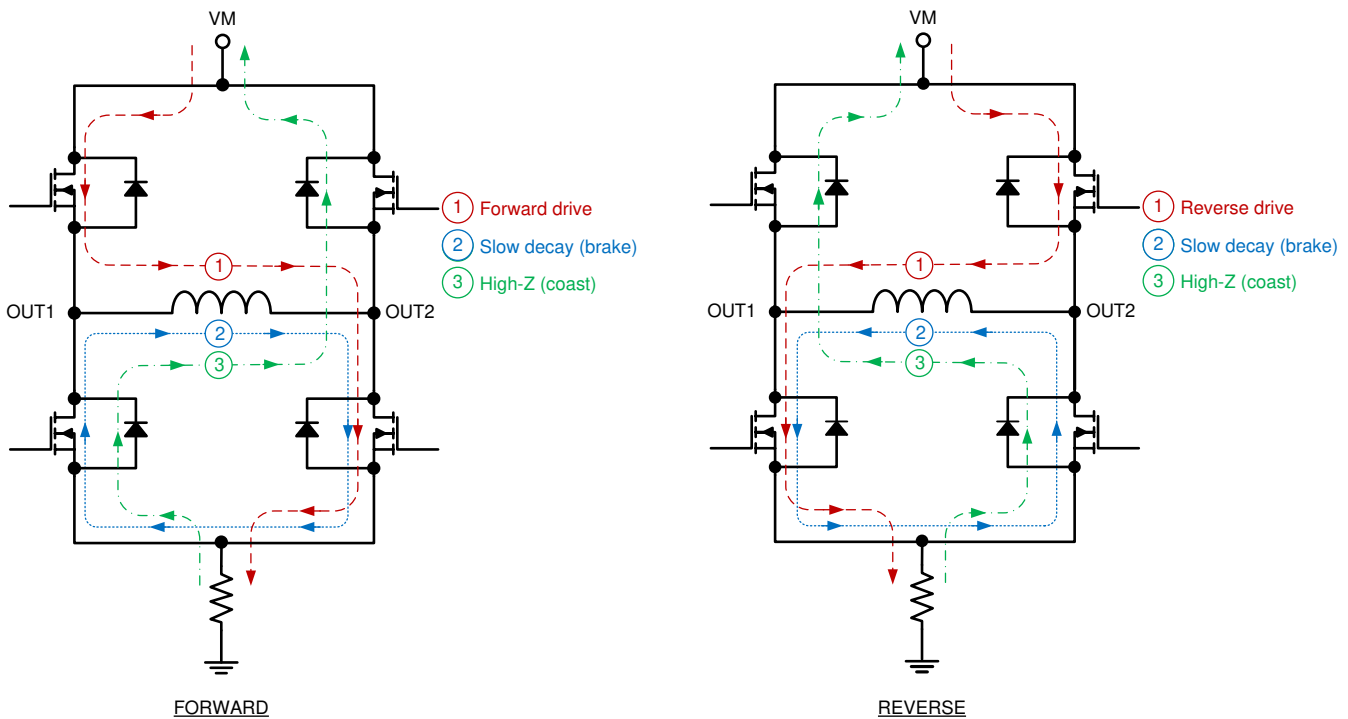 VM
1 Forward drive
2 Slow decay (brake)
3 High-Z (coast)
1
OUT1
OUT2
2
3
FORWARD
VM
1 Reverse drive
2 Slow decay (brake)
3 High-Z (coast)
1
OUT1
OUT2
2
3
REVERSE